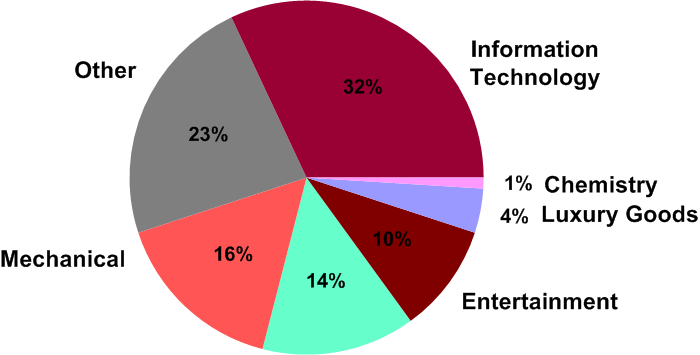 Information
Technology
32%
Other
23%
1% Chemistry
4% Luxury Goods
10%
Mechanical
16%
14%
Entertainment